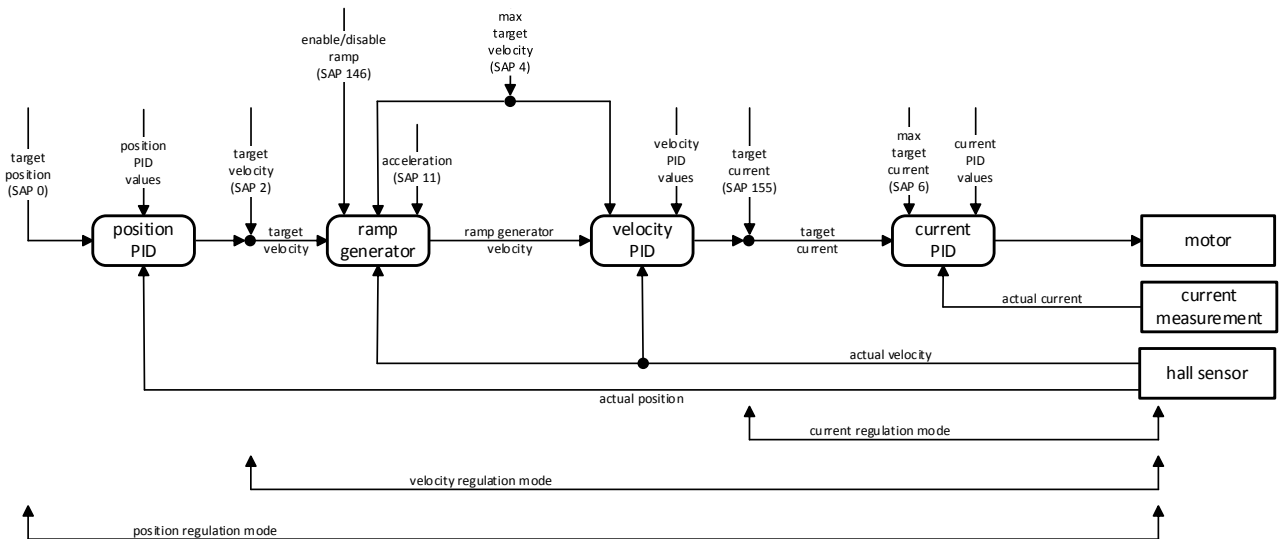 enable/disable
ramp
(SAP 146)
max
target
velocity
(SAP 4)
target
position
(SAP 0)
position
PID
values
target
velocity
(SAP 2)
acceleration
(SAP 11)
velocity
PID
values
target
current
(SAP 155)
max
target
current
(SAP 6)
current
PID
values
position
PID
target
velocity
ramp
generator
ramp generator
velocity
velocity
PID
target
current
current
PID
motor
actual current
current
measurement
actual velocity
hall sensor
actual position
current regulation mode
velocity regulation mode
position regulation mode